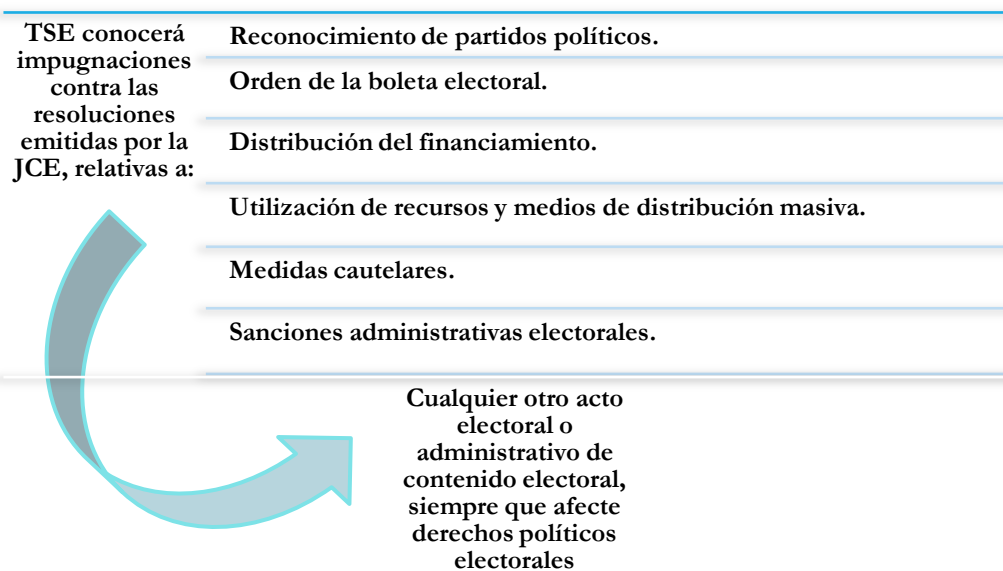 TSE conocerá
impugnaciones
contra las
resoluciones
emitidas por la
JCE, relativas a:
Reconocimiento de partidos políticos.
Orden de la boleta electoral.
Distribución del financiamiento.
Utilización de recursos y medios de distribución masiva.
Medidas cautelares.
Sanciones administrativas electorales.
Cualquier otro acto
electoral o
administrativo de
contenido electoral,
siempre que afecte
derechos políticos
electorales